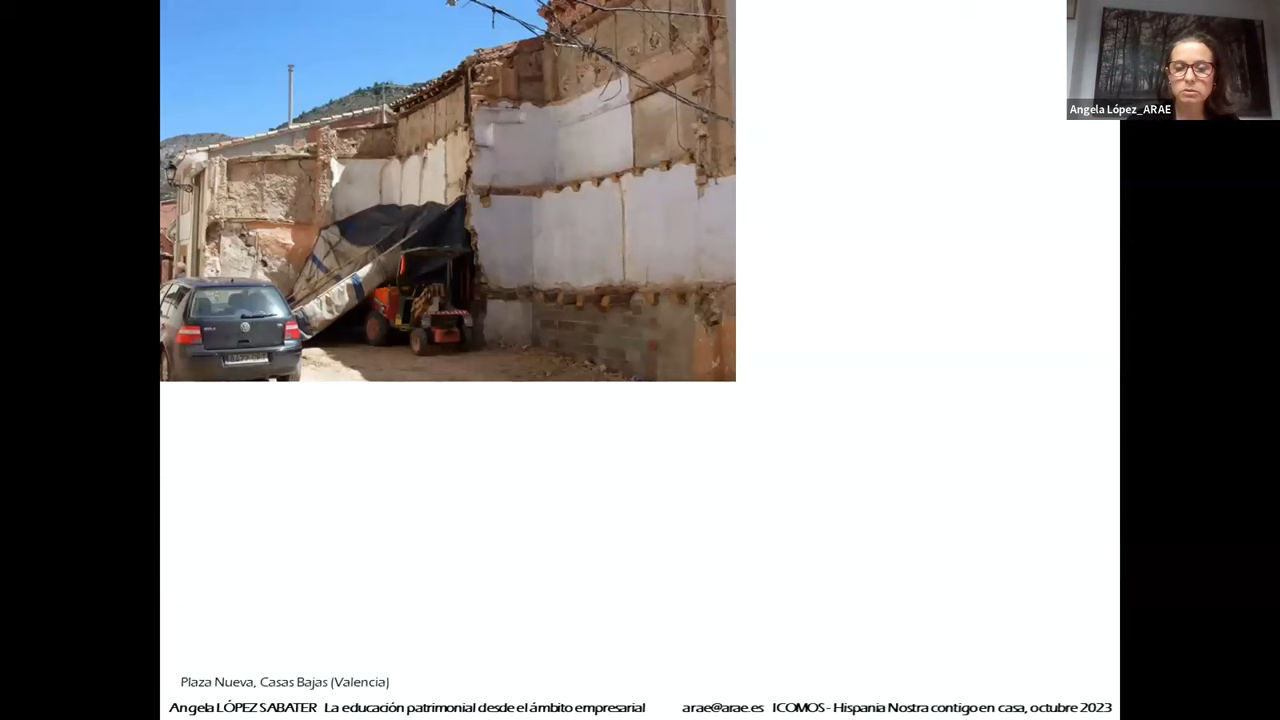 Angela López_ARAE
Plaza Nueva, Casas Bajas (Valencia)
Angela LÓPEZ SABATER La educación patrimonial desde el ámbito empresarial arae@arae.es ICOMOS - Hispania Nostra contigo en casa, octubre 2023